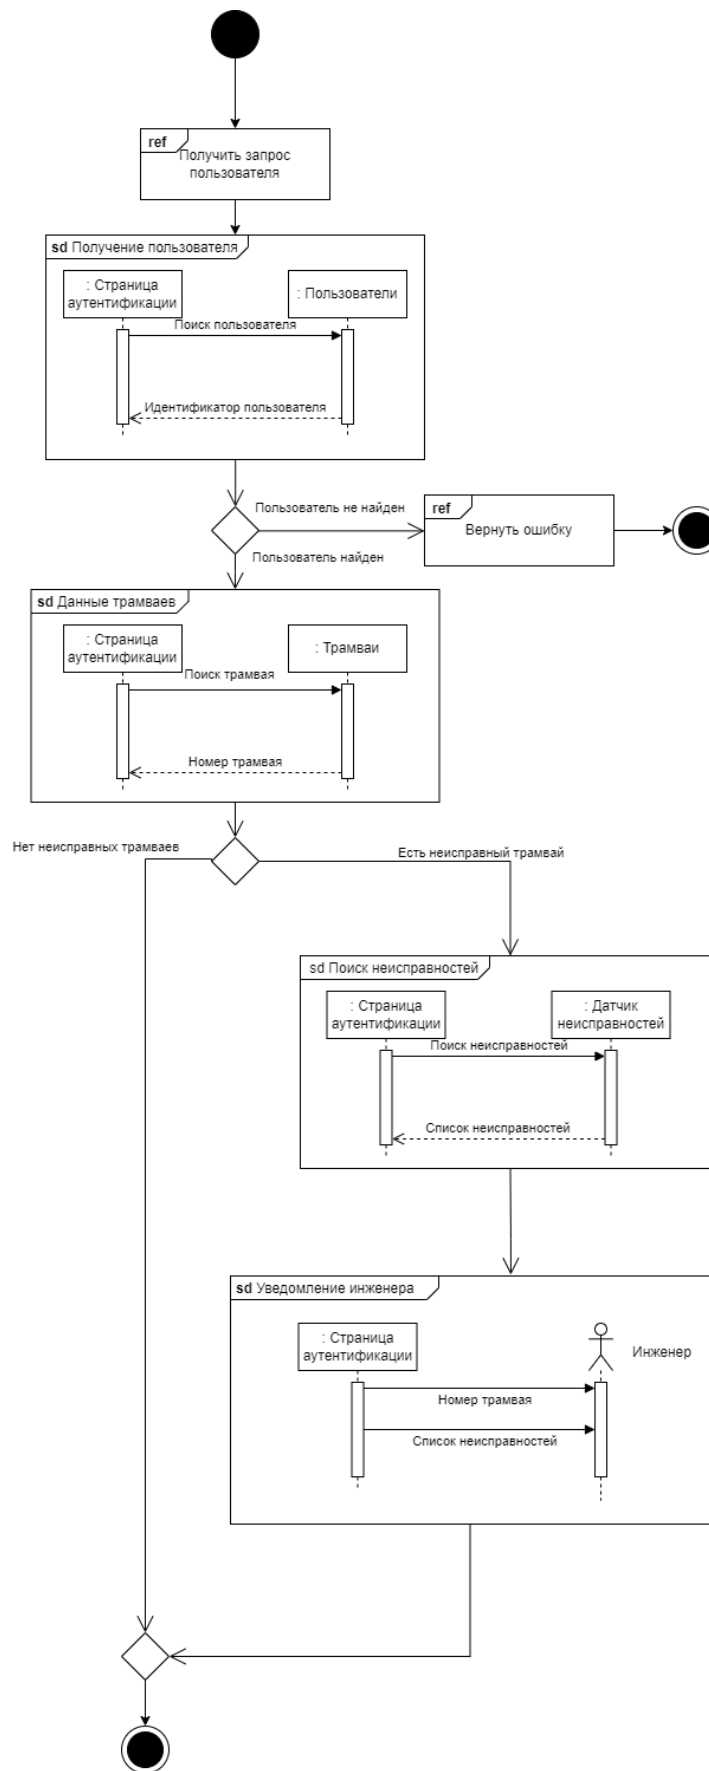 ref
Получить запрос
пользователя
sd Получение пользователя
: Страница
аутентификации
: Пользователи
Поиск пользователя
Идентификатор пользователя
Пользователь не найден
ref
Вернуть ошибку
Пользователь найден
sd Данные трамваев
: Страница
аутентификации
: Трамваи
Поиск трамвая
Номер трамвая
Нет неисправных трамваев
Есть неисправный трамвай
sd Поиск неисправностей
: Страница
аутентификации
: Датчик
неисправностей
Поиск неисправностей
Список неисправностей
sd Уведомление инженера
: Страница
аутентификации
Инженер
Номер трамвая
Список неисправностей